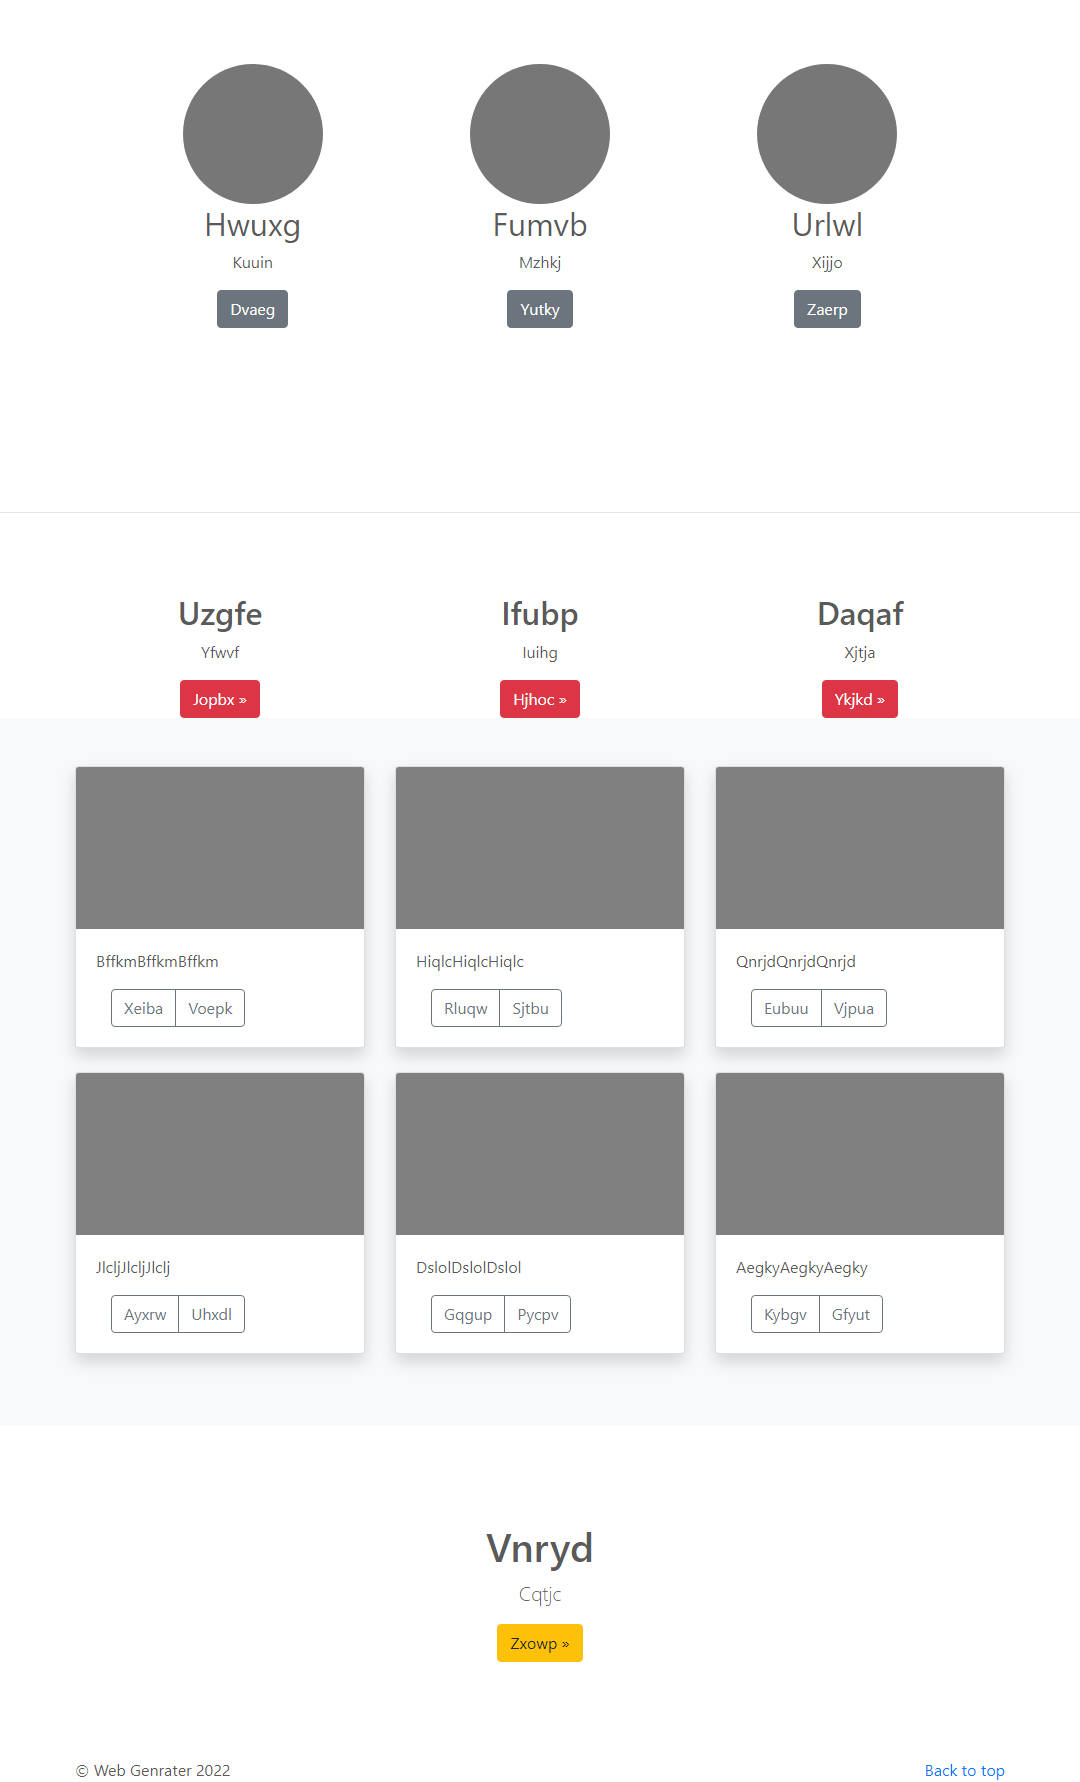 Hwuxg Fumvb Urlwl
Kuuin Mzhkj Xijjo
Dvaeg Yutky Zaerp
Uzgfe Ifubp Daqaf
Yfwvf Iuihg Xjtja
Jopbx » Hjhoc » Ykjkd »
BffkmBffkmBffkm HiqlcHiqlcHiqlc QnrjdQnrjdQnrjd
Xeiba Voepk Rluqw Sjtbu Eubuu Vjpua
JlcljJlcljJlclj DslolDslolDslol AegkyAegkyAegky
Ayxrw Uhxdl Gqgup Pycpv Kybgv Gfyut
Vnryd
Cqtjc
Zxowp »
© Web Genrater 2022 Back to top